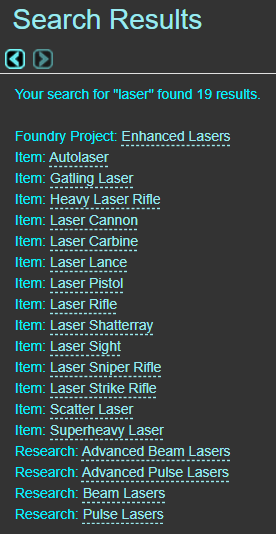 Search Results
Your search for "laser" found 19 results.
Foundry Project: Enhanced Lasers
Item: Autolaser
Item: Gatling Laser
Item: Heavy Laser Rifle
Item: Laser Cannon
Item: Laser Carbine
Item: Laser Lance
Item: Laser Pistol
Item: Laser Rifle
Item: Laser Shatterray
Item: Laser Sight
Item: Laser Sniper Rifle
Item: Laser Strike Rifle
Item: Scatter Laser
Item: Superheavy Laser
Research: Advanced Beam Lasers
Research: Advanced Pulse Lasers
Research: Beam Lasers
Research: Pulse Lasers